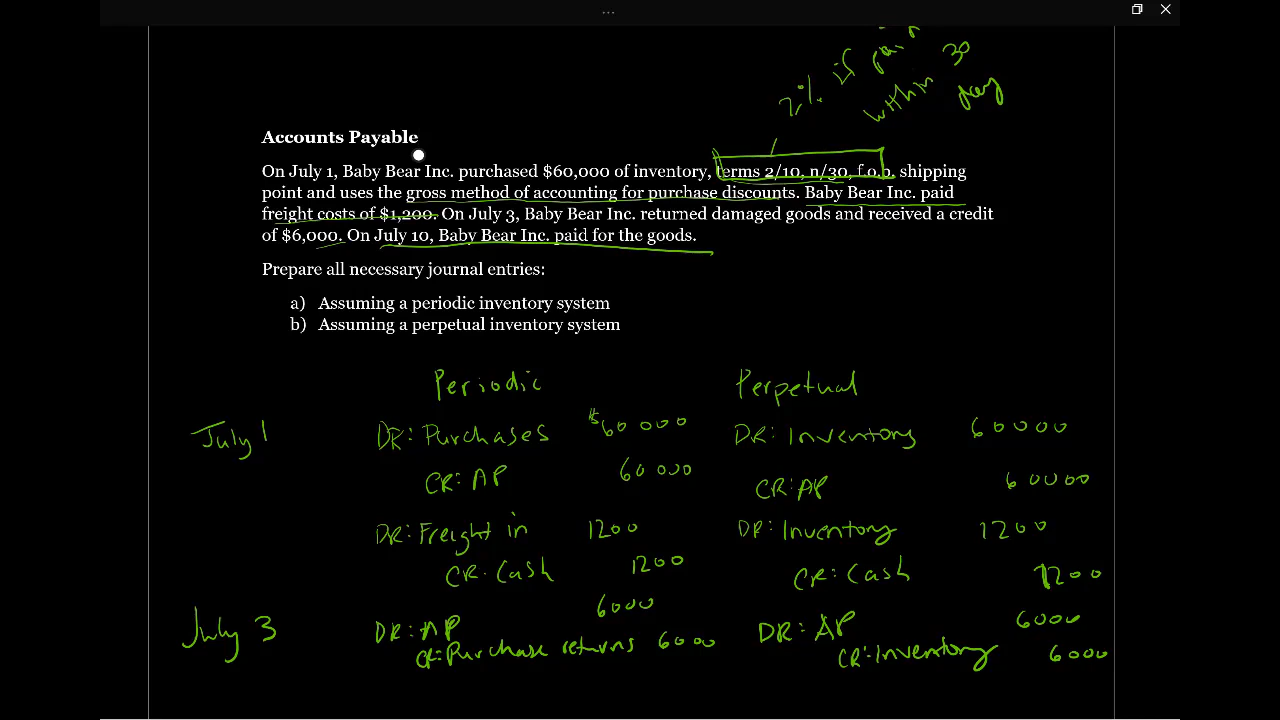 2% if paid
within 30
day
Accounts Payable
On July 1, Baby Bear Inc. purchased $60,000 of inventory, terms 2/10, n/30, f.o.b. shipping
point and uses the gross method of accounting for purchase discounts. Baby Bear Inc. paid
freight costs of $1,200. On July 3, Baby Bear Inc. returned damaged goods and received a credit
of $6,000. On July 10, Baby Bear Inc. paid for the goods.
Prepare all necessary journal entries:
a) Assuming a periodic inventory system
b) Assuming a perpetual inventory system
Periodic Perpetual
July 1 DR: Purchases $60000 DR: Inventory 60000
CR: AP 60000 CR: AP 60000
DR: Freight in 1200 DR: Inventory 1200
CR: Cash 1200 CR: Cash 1200
July 3 DR: AP 6000 DR: AP 6000
CR: Purchase returns 6000 CR: Inventory 6000